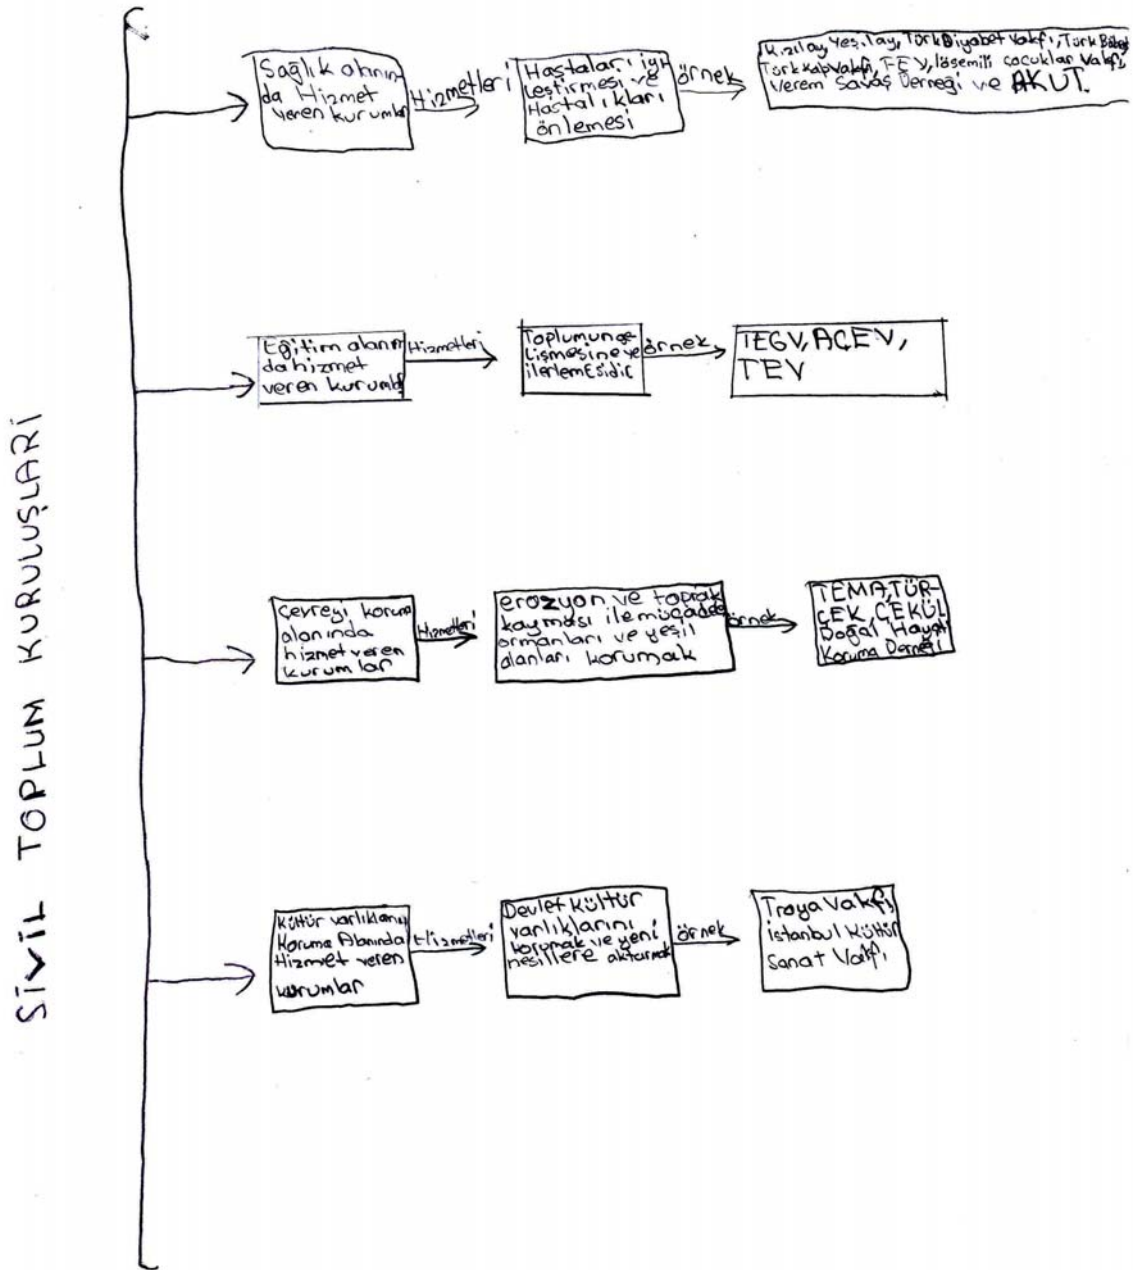 SİVİL TOPLUM KURULUŞLARİ
Sağlık alanın
da Hizmet
veren kurumla
Hizmetleri
Hastaları iyi
leştirmesi ve
Hastalıkları
önlemesi
örnek
Kızılay, Yeşilay, Türk Diyabet Vakfı, Türk
Türk Kalp Vakfı, TEV, lösemili çocuklar Vakfı,
Verem Savaş Derneği ve AKUT.
Eğitim alanın
da hizmet
veren kurumla
Hizmetleri
Toplumun ge
lişmesine ve
ilerlemEsidir
örnek
TEGV, AÇEV,
TEV
Çevreyi koruma
alanında
hizmet veren
kurumlar
Hizmetleri
erozyon ve toprak
kayması ile mücadele
ormanları ve yeşil
alanları korumak
örnek
TEMA, TÜR-
ÇEK, ÇEKÜL
Doğal Hayatı
Koruma Derneği
Kültür varlıklarını
Koruma Alanında
Hizmet veren
kurumlar
Hizmetleri
Devlet kültür
varlıklarını
korumak ve yeni
nesillere aktarmak
örnek
Troya Vakfı,
istanbul Kültür
Sanat Vakfı